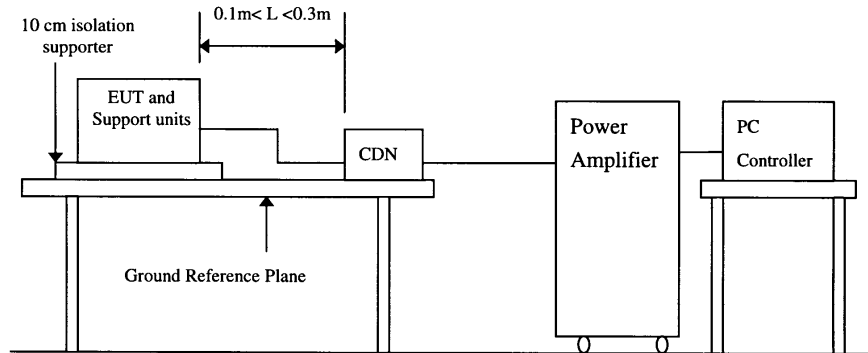 0.1m< L <0.3m
10 cm isolation
supporter
EUT and
Support units
CDN
Power
Amplifier
PC
Controller
Ground Reference Plane